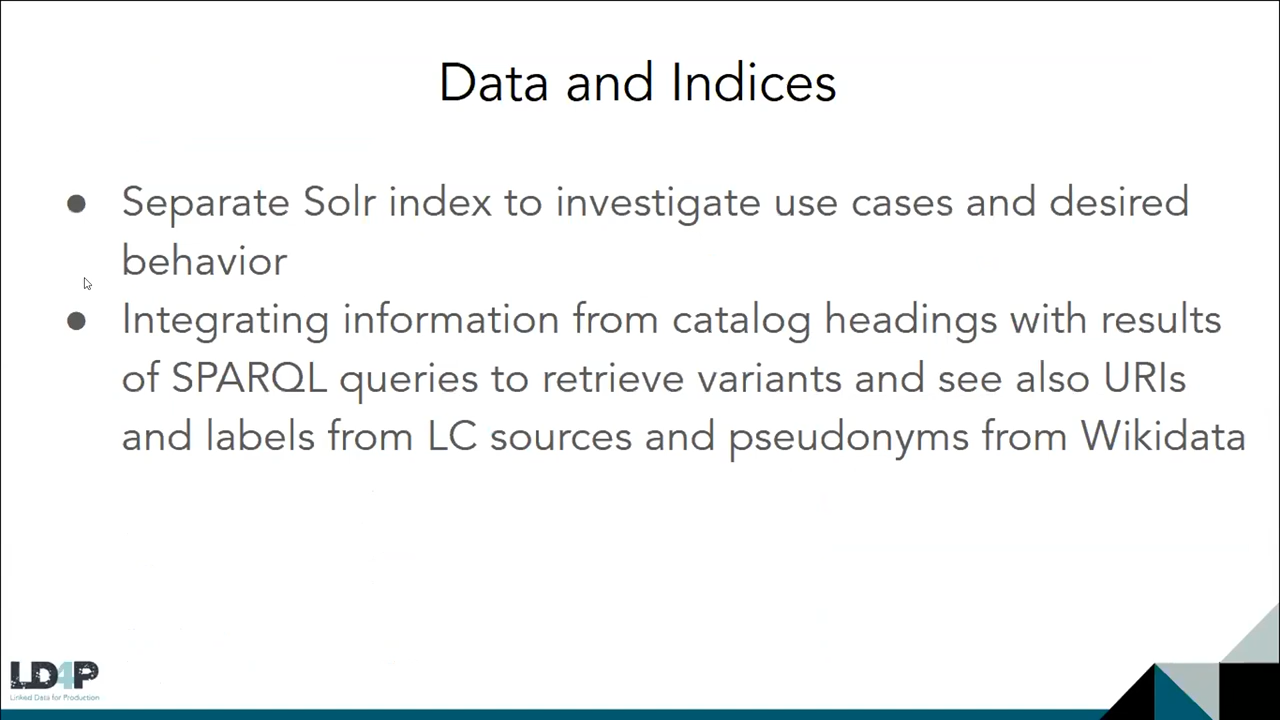 Data and Indices
● Separate Solr index to investigate use cases and desired
behavior
● Integrating information from catalog headings with results
of SPARQL queries to retrieve variants and see also URIs
and labels from LC sources and pseudonyms from Wikidata
LD4P
Linked Data for Production